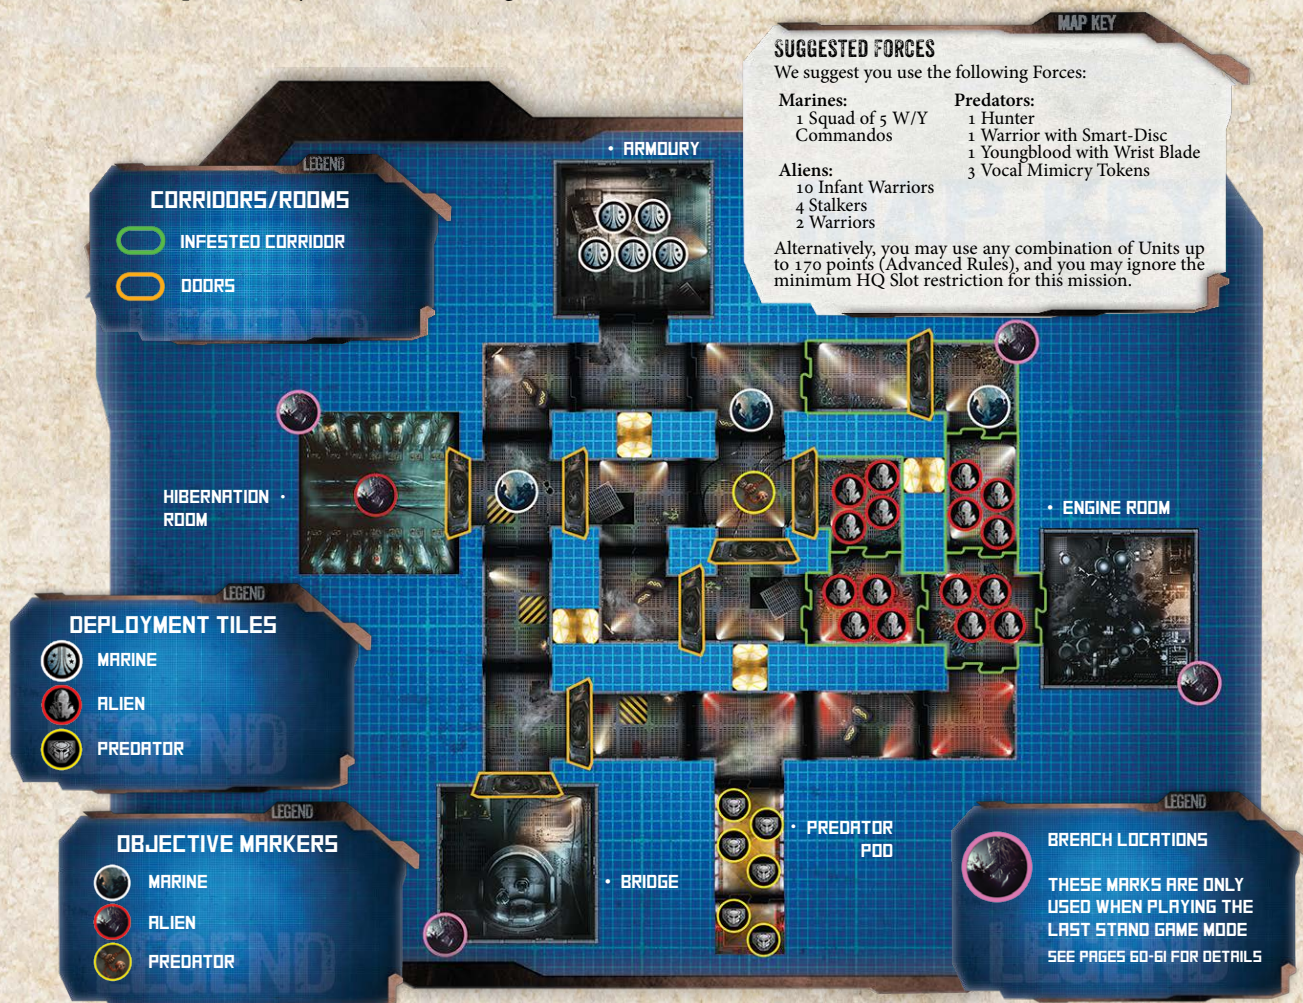 MAP KEY
SUGGESTED FORCES
We suggest you use the following Forces:
Marines:
1 Squad of 5 W/Y
Commandos
Aliens:
10 Infant Warriors
4 Stalkers
2 Warriors
Predators:
1 Hunter
1 Warrior with Smart-Disc
1 Youngblood with Wrist Blade
3 Vocal Mimicry Tokens
Alternatively, you may use any combination of Units up
to 170 points (Advanced Rules), and you may ignore the
minimum HQ Slot restriction for this mission.
LEGEND
CORRIDORS/ROOMS
INFESTED CORRIDOR
DOORS
LEGEND
• ARMOURY
HIBERNATION •
ROOM
• ENGINE ROOM
LEGEND
DEPLOYMENT TILES
MARINE
ALIEN
PREDATOR
LEGEND
LEGEND
OBJECTIVE MARKERS
MARINE
ALIEN
PREDATOR
LEGEND
• BRIDGE
• PREDATOR
POD
LEGEND
BREACH LOCATIONS
THESE MARKS ARE ONLY
USED WHEN PLAYING THE
LAST STAND GAME MODE
SEE PAGES 60-61 FOR DETAILS
LEGEND